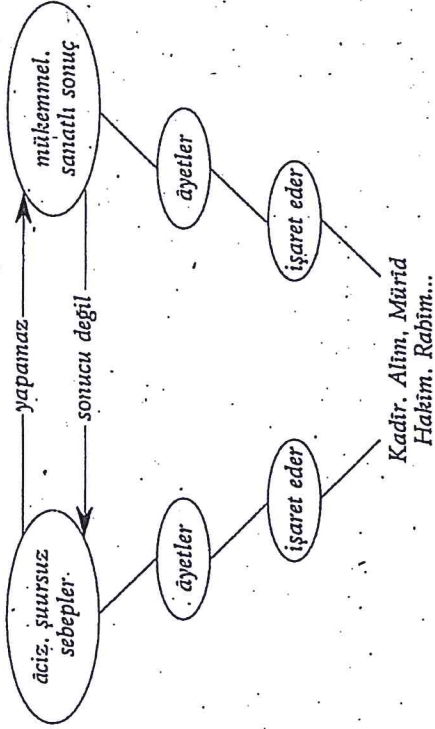 âciz, şuursuz
sebepler
yapamaz
sonucu değil
mükemmel,
sanatlı sonuç
âyetler
âyetler
işaret eder
işaret eder
Kadîr, Alîm, Mürîd
Hakîm, Rahîm...